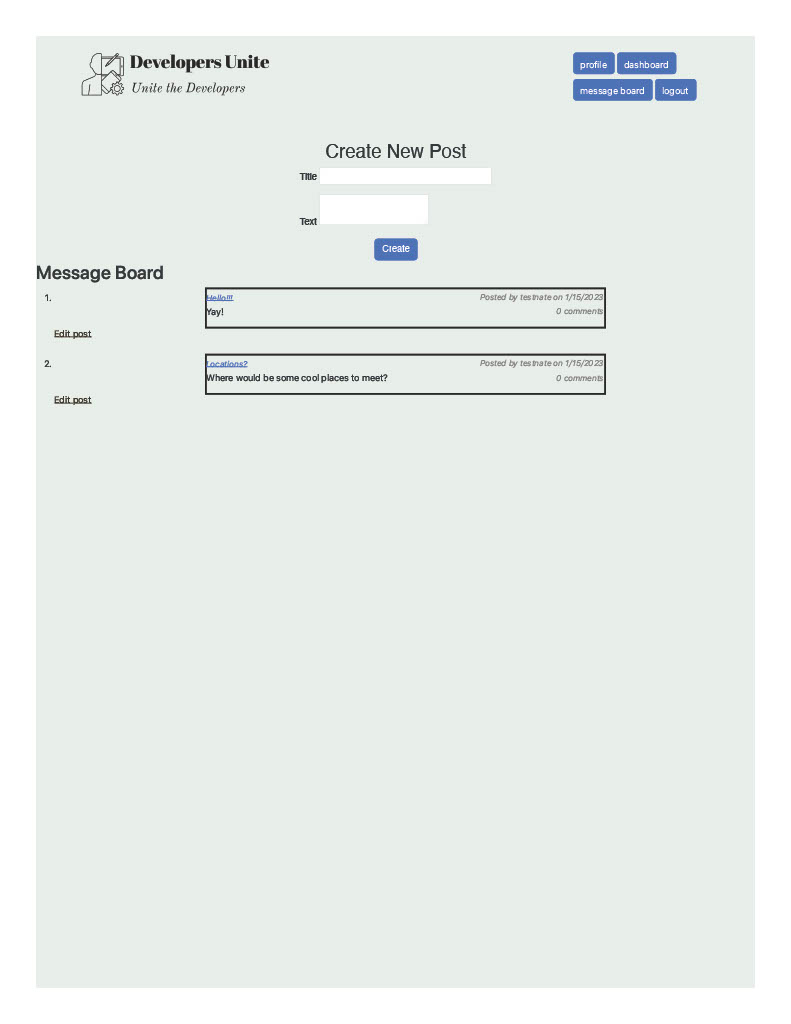 Developers Unite
Unite the Developers
profile dashboard
message board logout
Create New Post
Title
Text
Create
Message Board
1.
Hello!!!
Posted by testnate on 1/15/2023
Yay!
0 comments
Edit post
2.
Locations?
Posted by testnate on 1/15/2023
Where would be some cool places to meet?
0 comments
Edit post